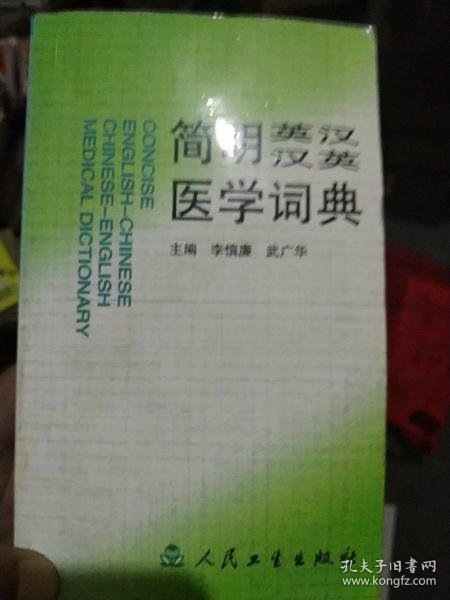 简明 英汉
汉英
医学词典
主编 李慎廉 武广华
CONCISE
ENGLISH-CHINESE
CHINESE-ENGLISH
MEDICAL DICTIONARY
人民卫生出版社
孔夫子旧书网
www.kongfz.com